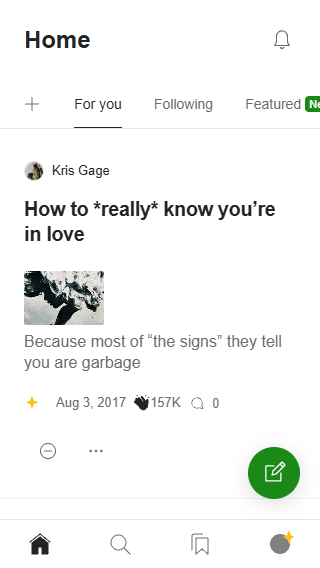 Home
For you Following Featured Ne
Kris Gage
How to *really* know you’re
in love
Because most of “the signs” they tell
you are garbage
Aug 3, 2017 157K 0